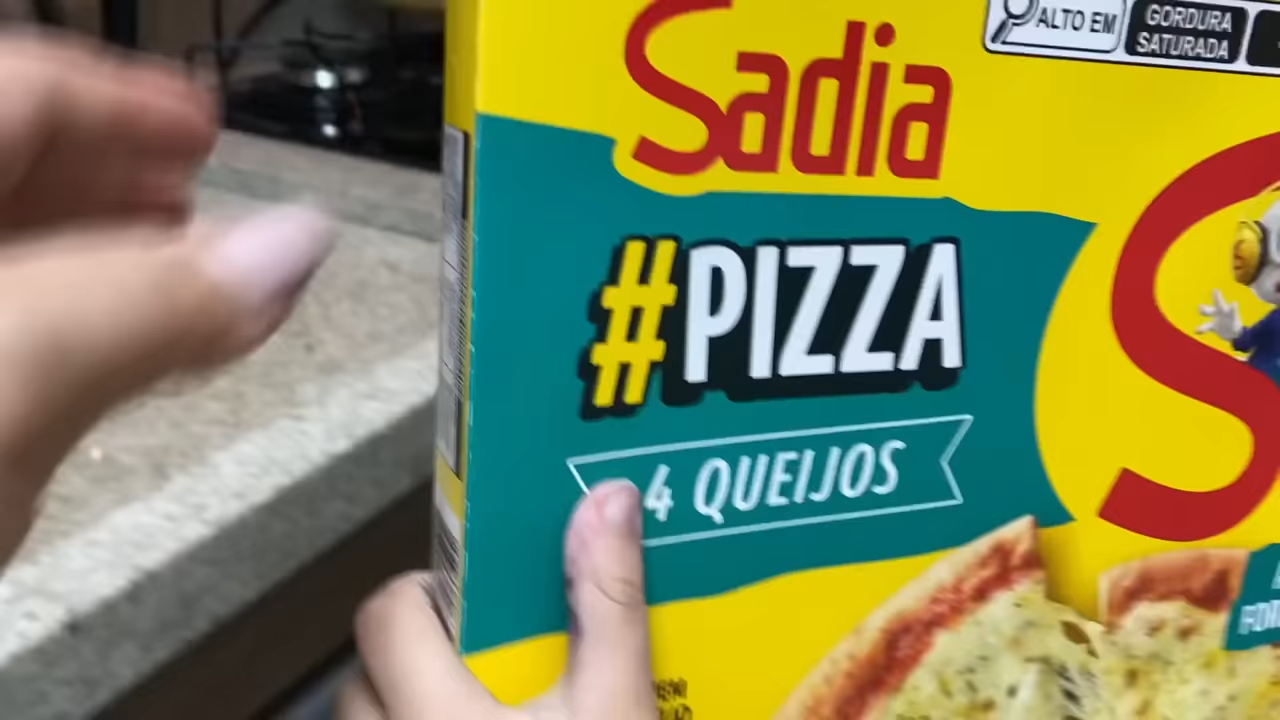 Sadia
ALTO EM
GORDURA
SATURADA
#PIZZA
4 QUEIJOS
S